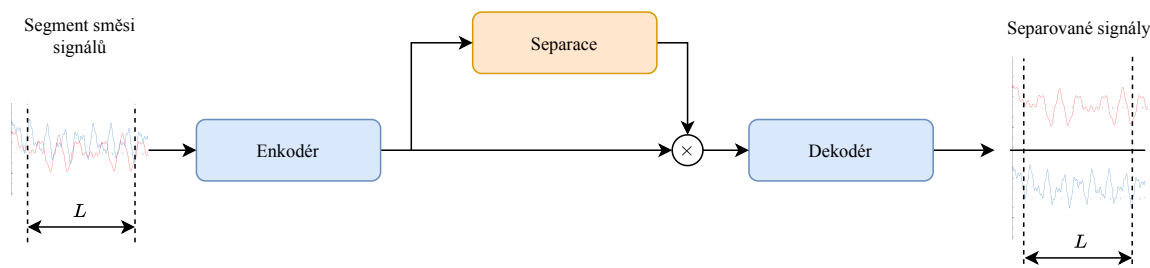 Segment směsi
signálů
Separace
Separované signály
Enkodér
×
Dekodér
L
L